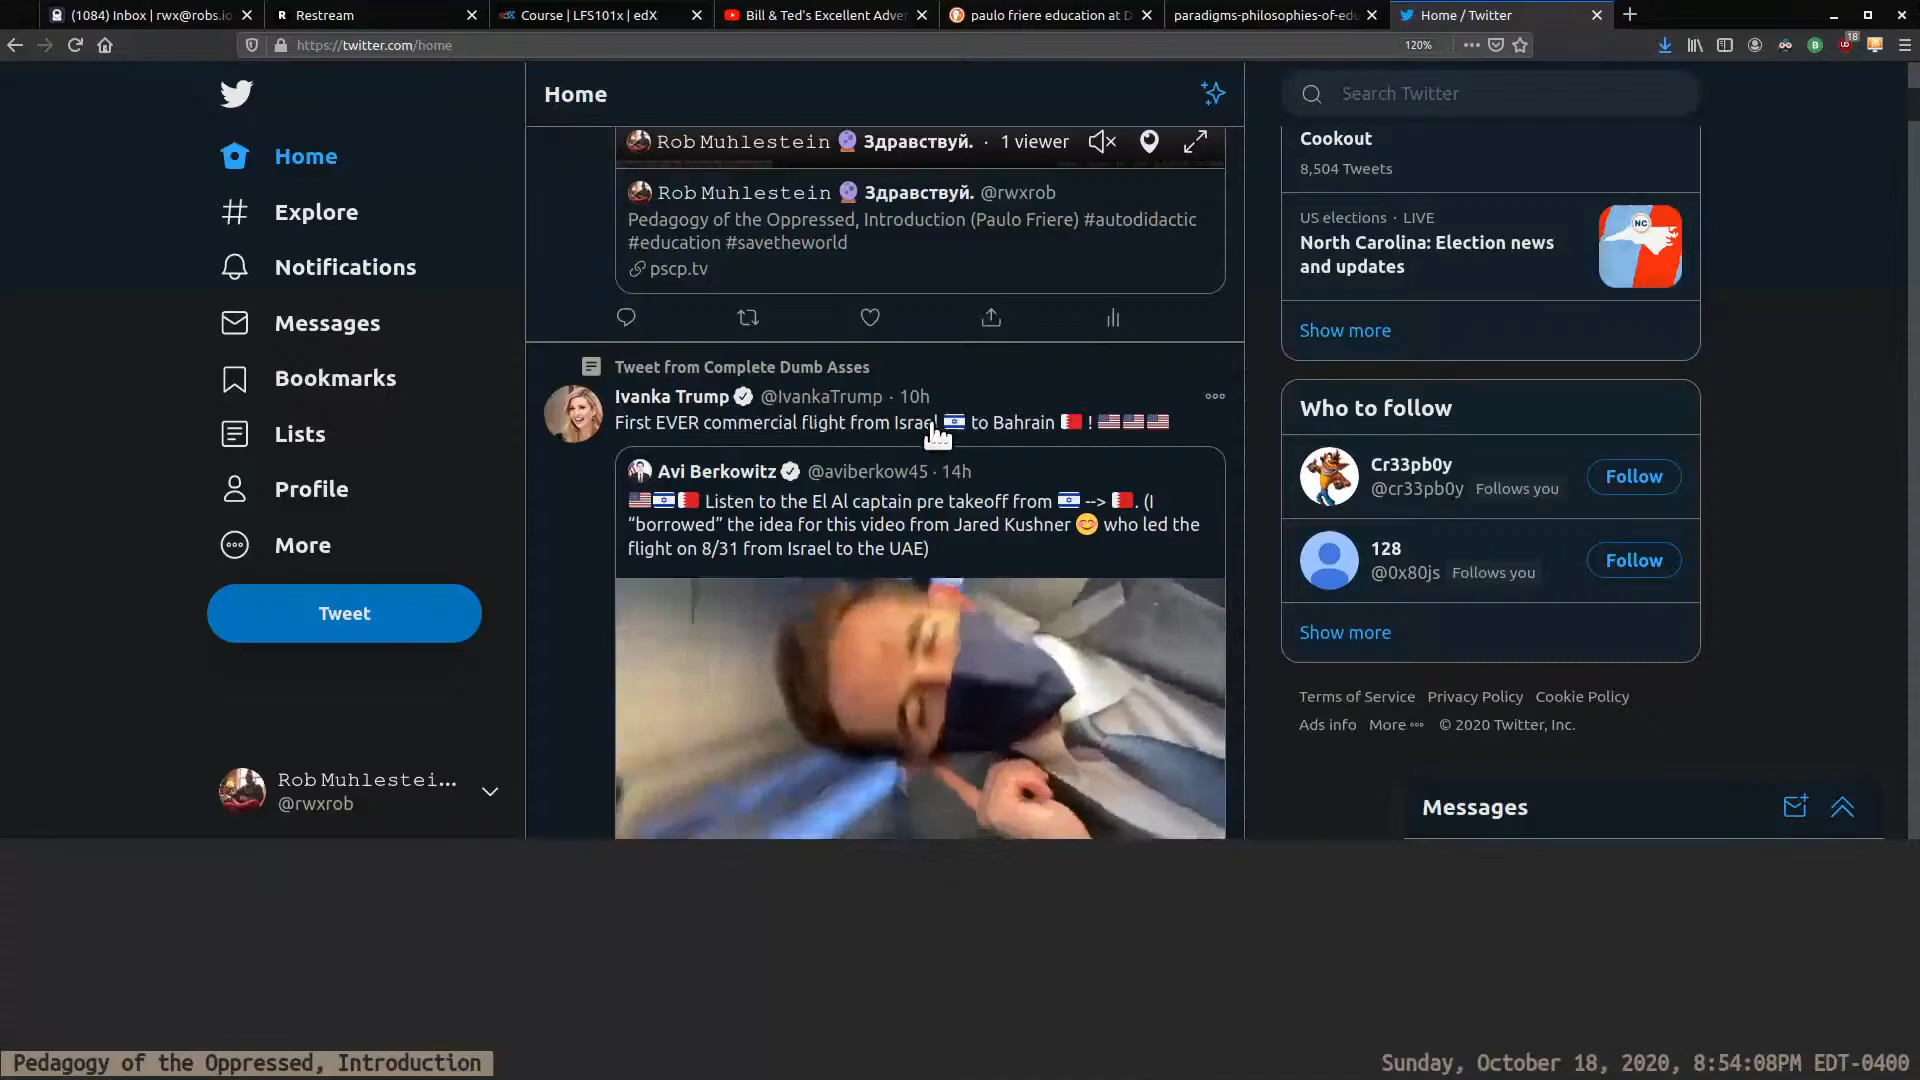 (1084) Inbox | rwx@robs.io
Restream
Course | LFS101x | edX
Bill & Ted's Excellent Adver
paulo friere education at D
paradigms-philosophies-of-edu
Home / Twitter
https://twitter.com/home
120%
18
Home
Explore
Notifications
Messages
Bookmarks
Lists
Profile
More
Tweet
Rob Muhlestei...
@rwxrob
Home
Rob Muhlestein 🔮 Здравствуй. · 1 viewer
Rob Muhlestein 🔮 Здравствуй. @rwxrob
Pedagogy of the Oppressed, Introduction (Paulo Friere) #autodidactic
#education #savetheworld
pscp.tv
Tweet from Complete Dumb Asses
Ivanka Trump @IvankaTrump · 10h
First EVER commercial flight from Israel 🇮🇱 to Bahrain 🇧🇭 ! 🇺🇸🇺🇸🇺🇸
Avi Berkowitz @aviberkow45 · 14h
🇺🇸🇮🇱🇧🇭 Listen to the El Al captain pre takeoff from 🇮🇱 --> 🇧🇭. (I
“borrowed” the idea for this video from Jared Kushner 😊 who led the
flight on 8/31 from Israel to the UAE)
Search Twitter
Cookout
8,504 Tweets
US elections · LIVE
North Carolina: Election news
and updates
NC
Show more
Who to follow
Cr33pb0y
@cr33pb0y Follows you
Follow
128
@0x80js Follows you
Follow
Show more
Terms of Service Privacy Policy Cookie Policy
Ads info More © 2020 Twitter, Inc.
Messages
Pedagogy of the Oppressed, Introduction
Sunday, October 18, 2020, 8:54:08PM EDT-0400